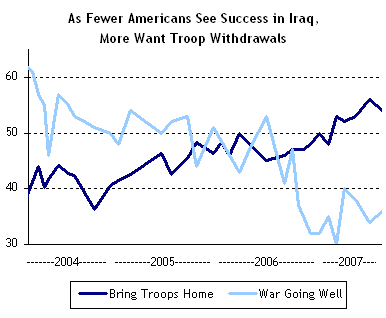 As Fewer Americans See Success in Iraq,
More Want Troop Withdrawals
60
50
40
30
-------2004---------
---------2005---------
---------2006---------
---2007---
Bring Troops Home
War Going Well